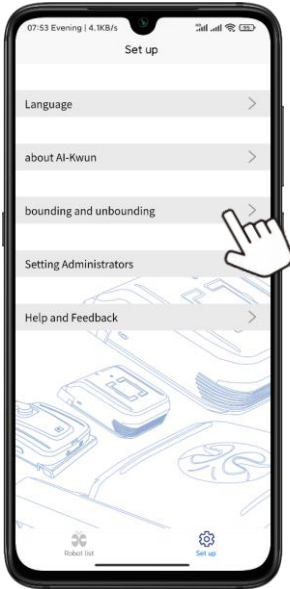 07:53 Evening | 4.1KB/s
Set up
Language
about AI-Kwun
bounding and unbounding
Setting Administrators
Help and Feedback
Robot list
Set up